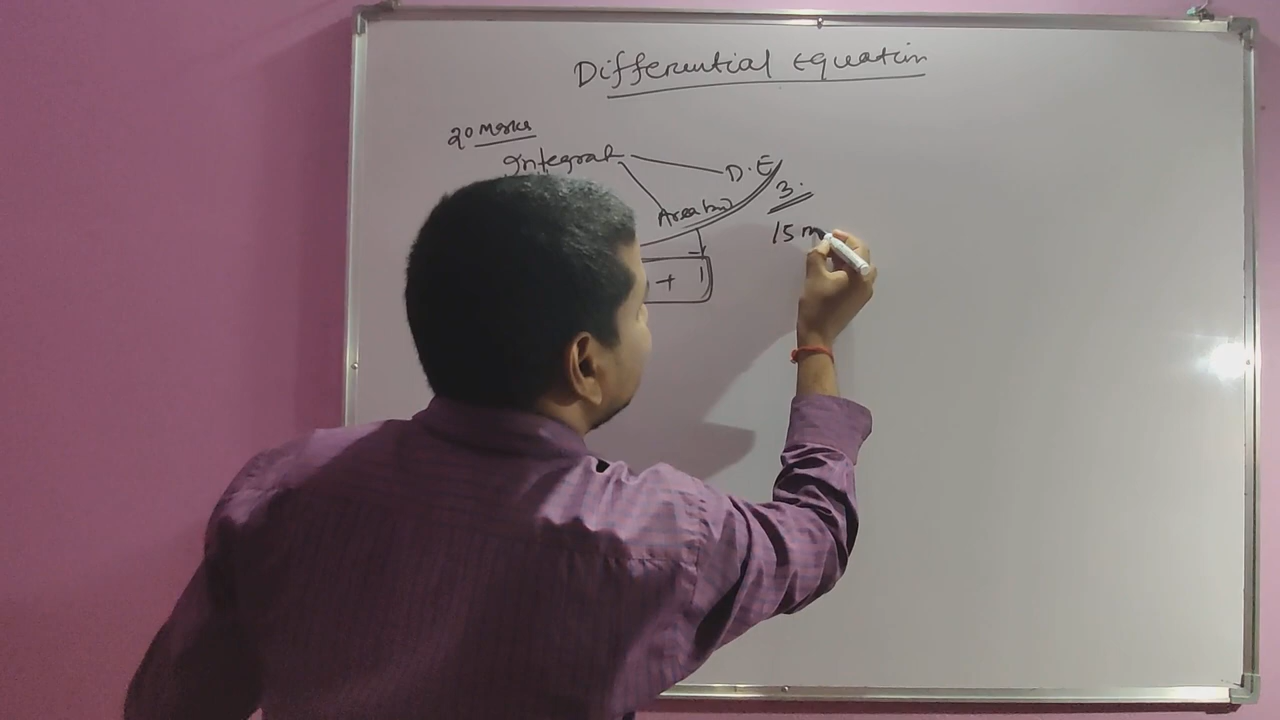 Differential Equation
20 Marks
Integral
D.E
3.
Area
15 m
+ 1